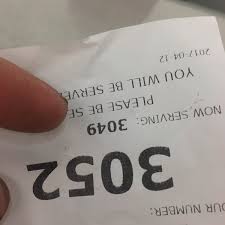 OUR NUMBER:
3052
NOW SERVING: 3049
PLEASE BE SE
YOU WILL BE SERVE
2017-04-12